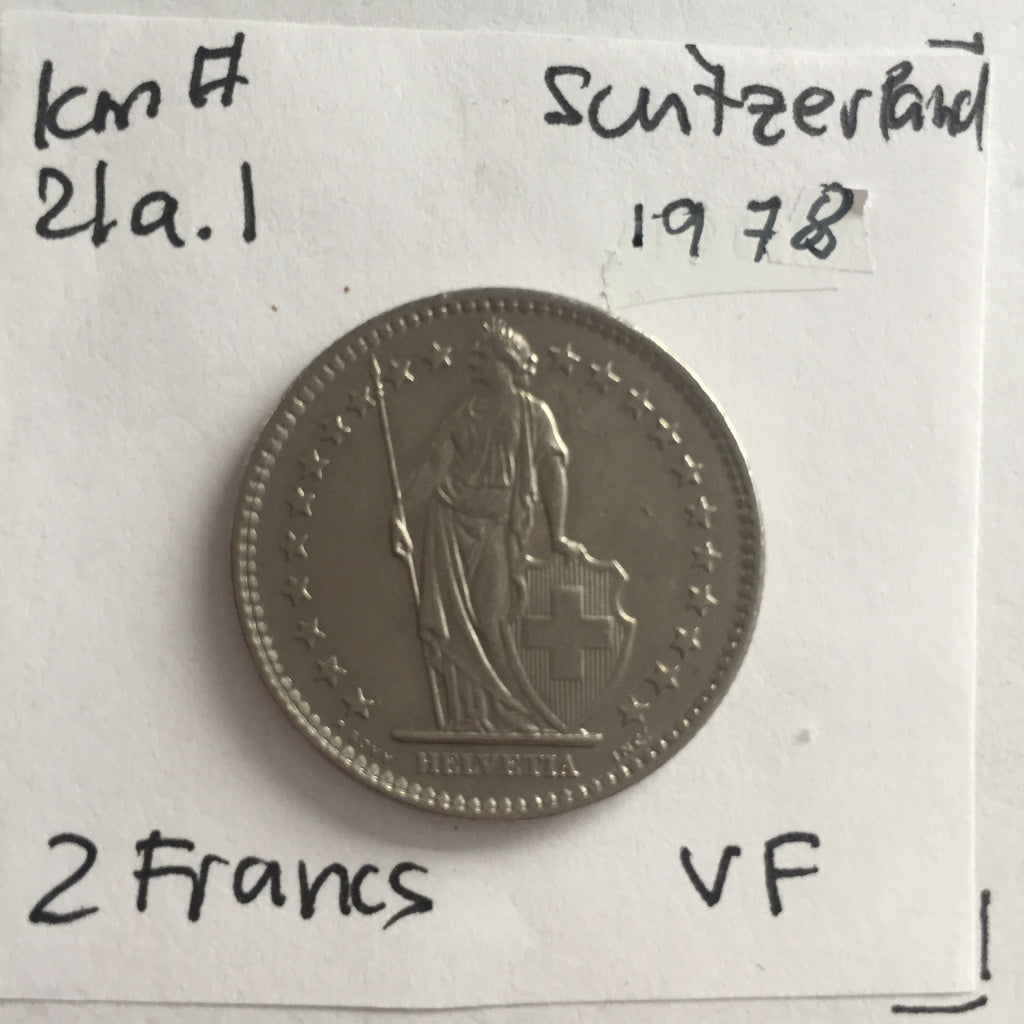 km #
21a.1
Switzerland
1978
HELVETIA
2 Francs
VF